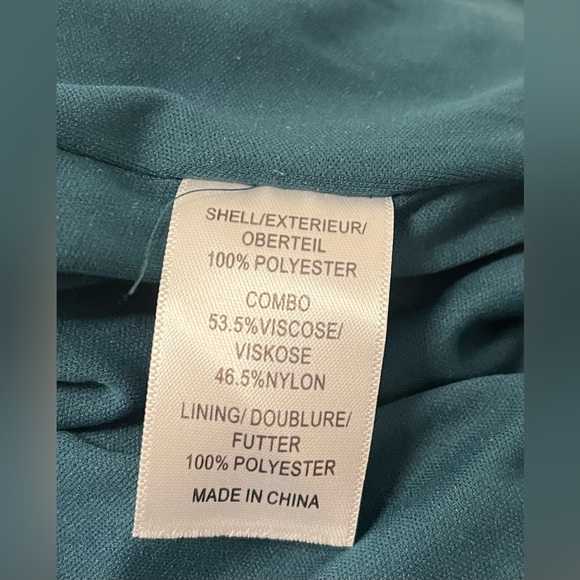 SHELL/EXTERIEUR/
OBERTEIL
100% POLYESTER
COMBO
53.5%VISCOSE/
VISKOSE
46.5%NYLON
LINING/ DOUBLURE/
FUTTER
100% POLYESTER
MADE IN CHINA